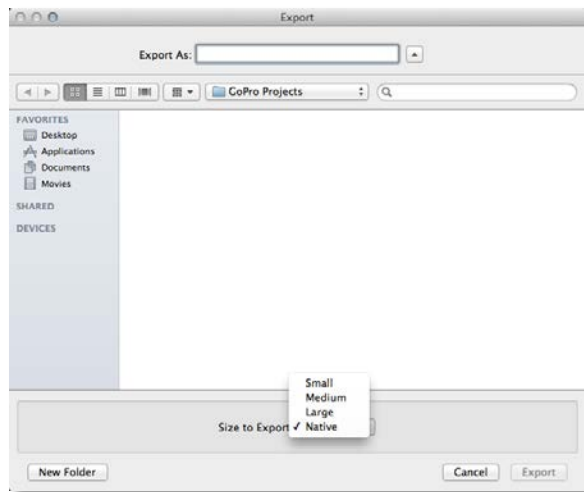 Export
Export As:
GoPro Projects
FAVORITES
Desktop
Applications
Documents
Movies
SHARED
DEVICES
Small
Medium
Large
Size to Export ✓ Native
New Folder
Cancel
Export